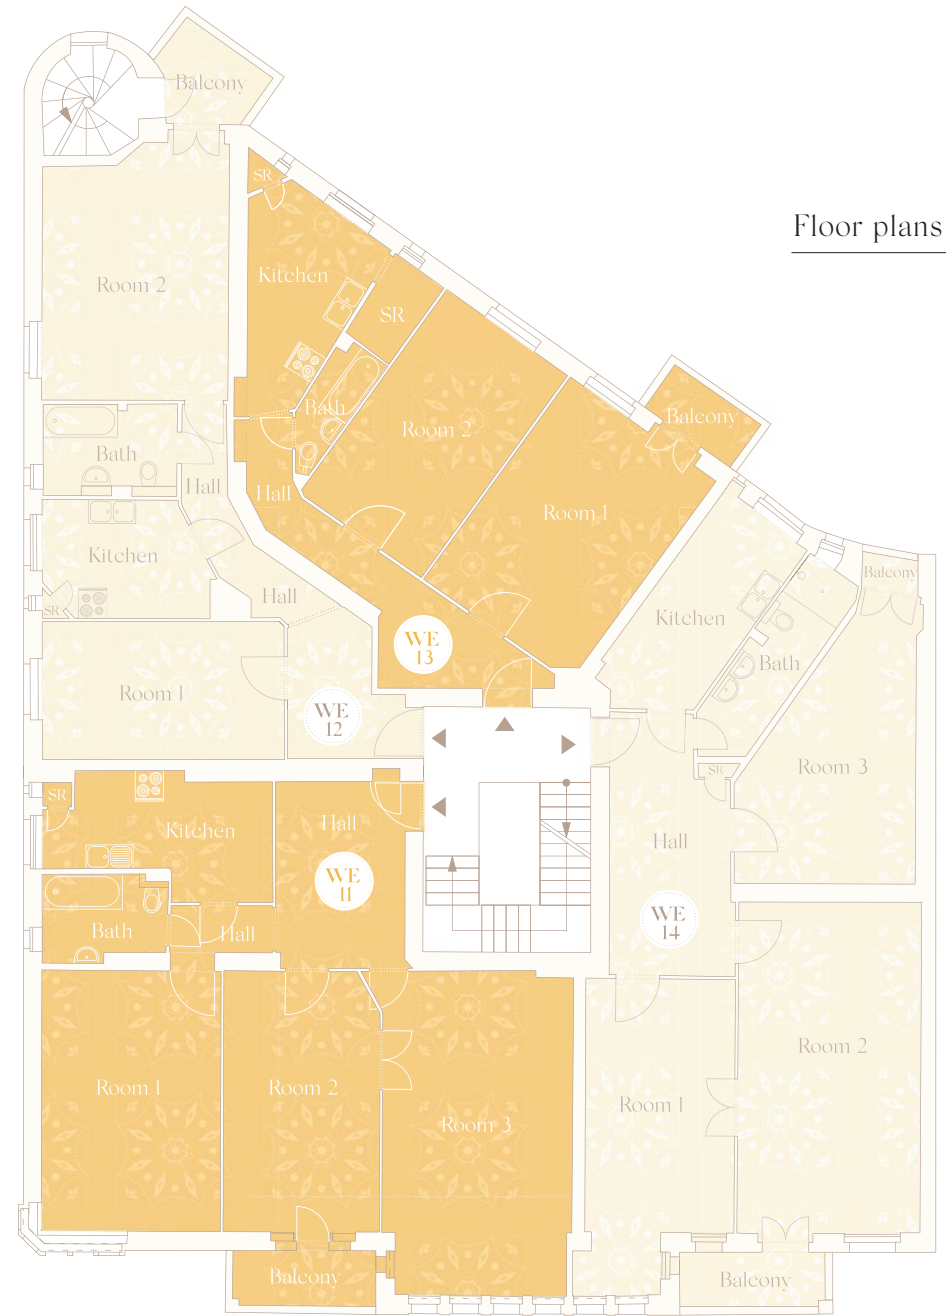 Balcony
SR
Floor plans
Kitchen
Room 2
SR
Bath
Balcony
Room 2
Bath
Hall
Hall
Room 1
Kitchen
Balcony
SR
Hall
Kitchen
WE
13
Bath
Room 1
WE
12
Room 3
SR
SR
Kitchen
Hall
Hall
WE
11
WE
14
Bath
Hall
Room 1
Room 2
Room 3
Room 1
Room 2
Balcony
Balcony